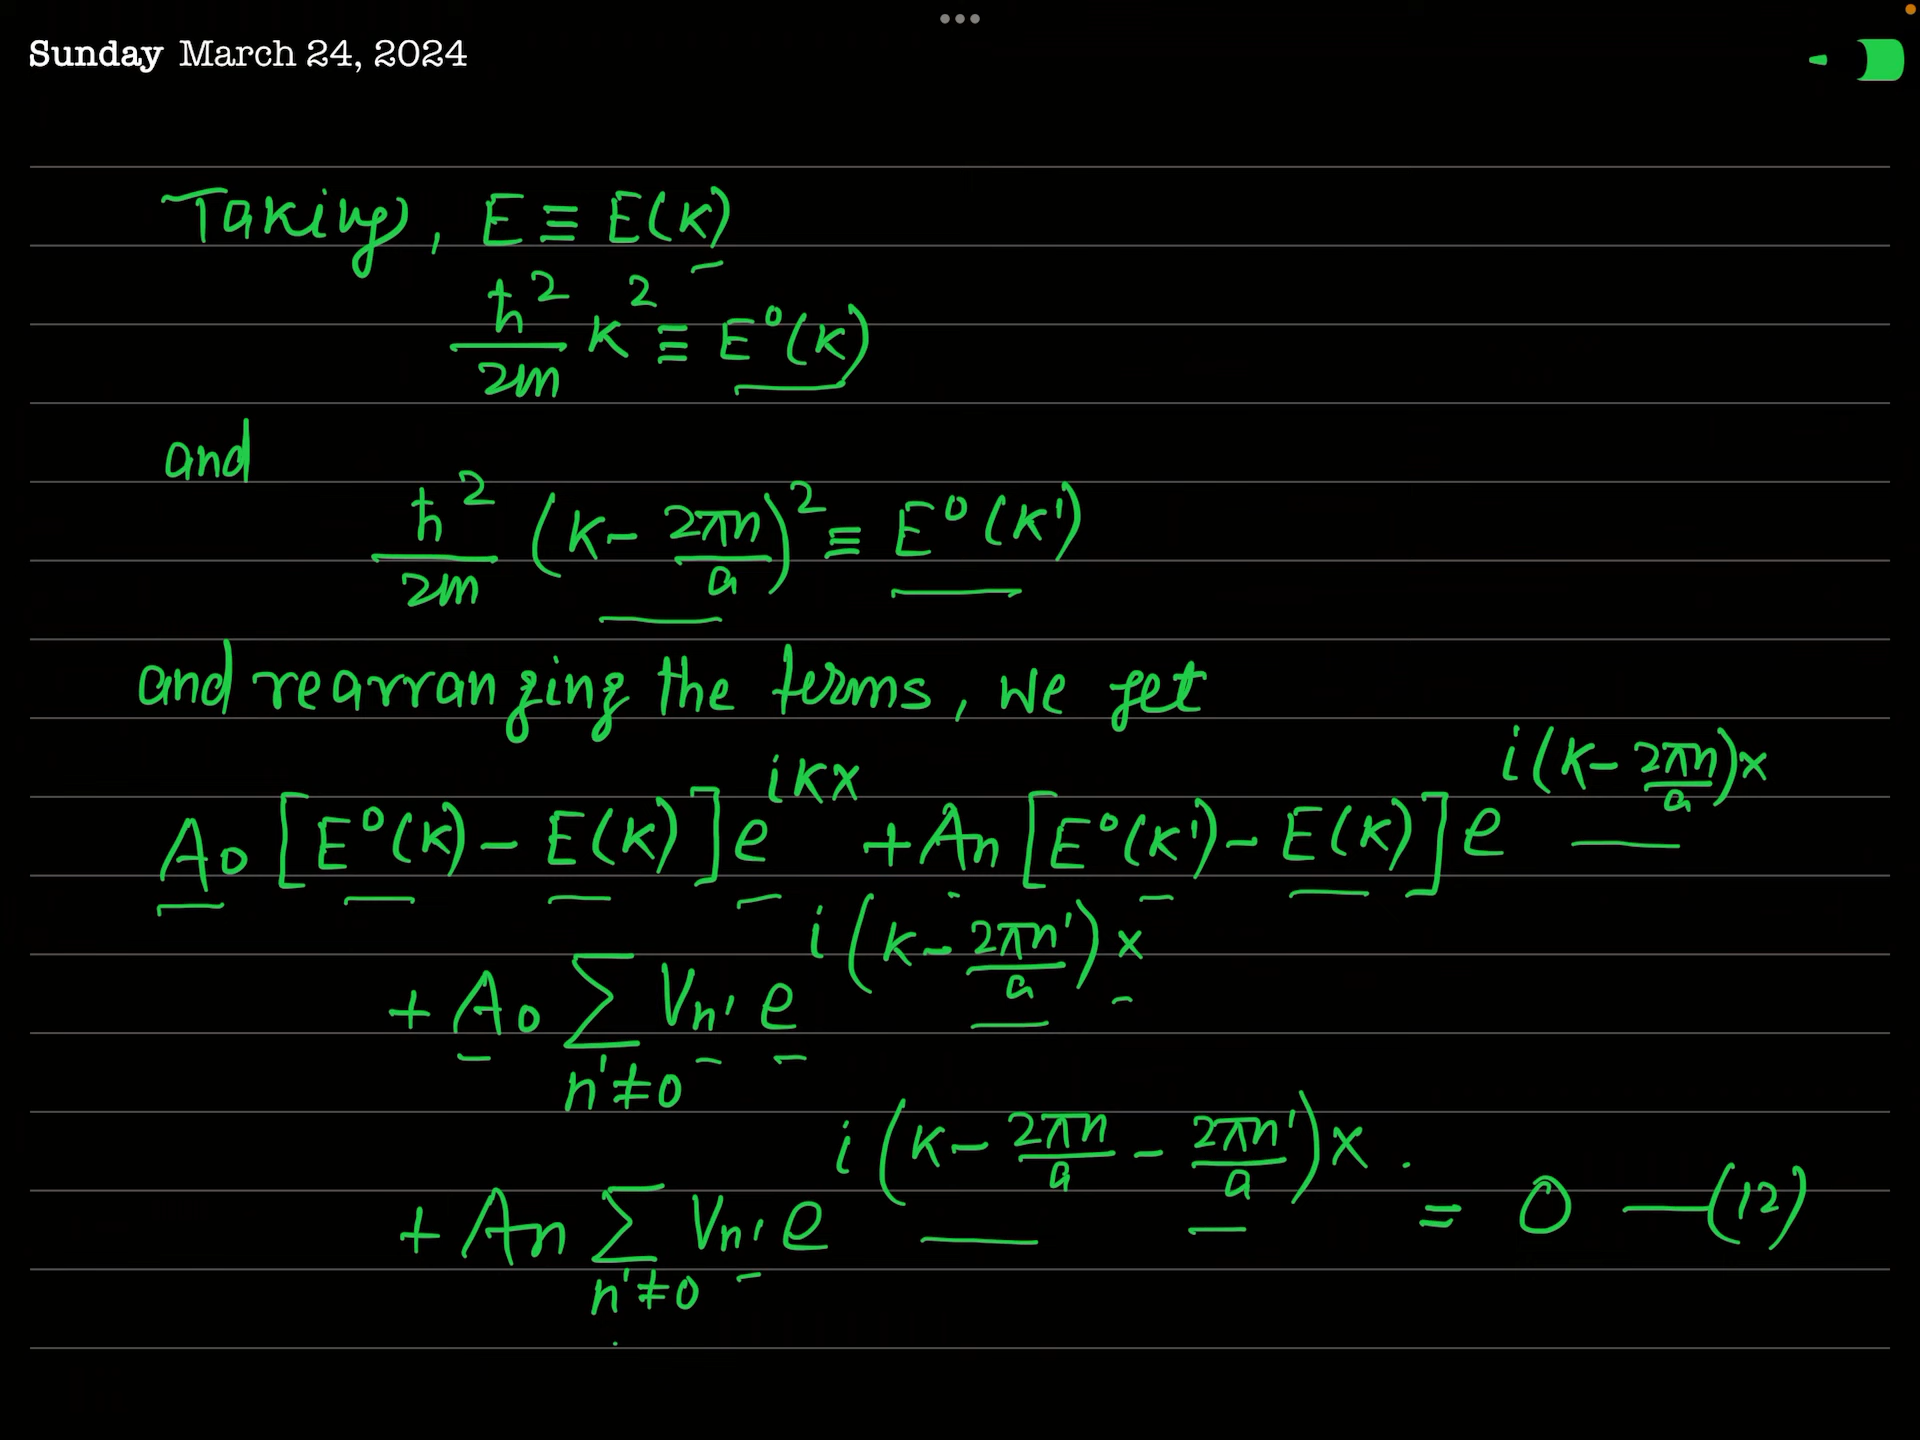 Sunday March 24, 2024
Taking, E ≡ E(k)
ħ²/2m k² ≡ E⁰(k)
and
ħ²/2m (k - 2πn/a)² ≡ E⁰(k')
and rearranging the terms, we get
A₀ [E⁰(k) - E(k)] e^{ikx} + Aₙ [E⁰(k') - E(k)] e^{i(k - 2πn/a)x}
+ A₀ ∑_{n'≠0} V_{n'} e^{i(k - 2πn'/a)x}
+ Aₙ ∑_{n'≠0} V_{n'} e^{i(k - 2πn/a - 2πn'/a)x} = 0 —(12)